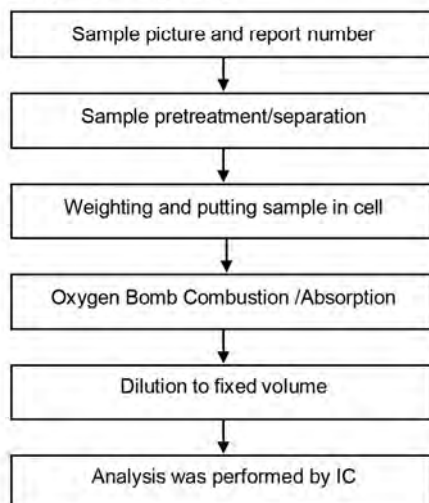 Sample picture and report number
Sample pretreatment/separation
Weighting and putting sample in cell
Oxygen Bomb Combustion /Absorption
Dilution to fixed volume
Analysis was performed by IC